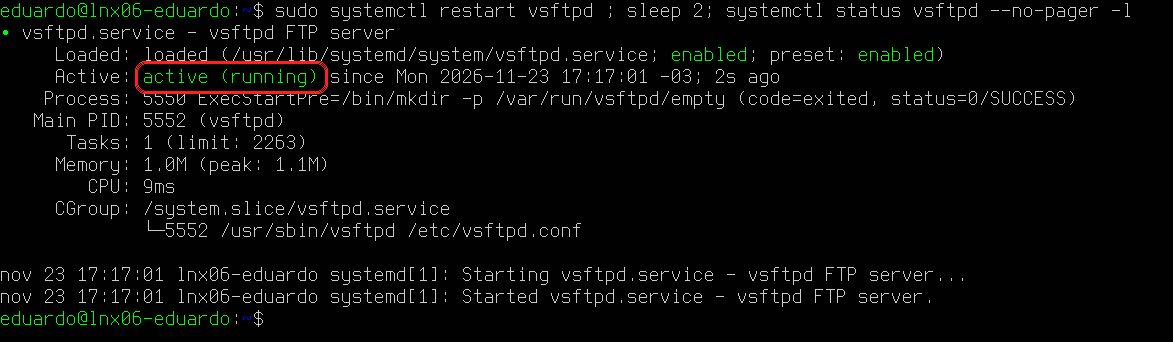 eduardo@lnx06-eduardo:~$ sudo systemctl restart vsftpd ; sleep 2; systemctl status vsftpd --no-pager -l
• vsftpd.service - vsftpd FTP server
Loaded: loaded (/usr/lib/systemd/system/vsftpd.service; enabled; preset: enabled)
Active: active (running) since Mon 2026-11-23 17:17:01 -03; 2s ago
Process: 5550 ExecStartPre=/bin/mkdir -p /var/run/vsftpd/empty (code=exited, status=0/SUCCESS)
Main PID: 5552 (vsftpd)
Tasks: 1 (limit: 2263)
Memory: 1.0M (peak: 1.1M)
CPU: 9ms
CGroup: /system.slice/vsftpd.service
└─5552 /usr/sbin/vsftpd /etc/vsftpd.conf
nov 23 17:17:01 lnx06-eduardo systemd[1]: Starting vsftpd.service - vsftpd FTP server...
nov 23 17:17:01 lnx06-eduardo systemd[1]: Started vsftpd.service - vsftpd FTP server.
eduardo@lnx06-eduardo:~$